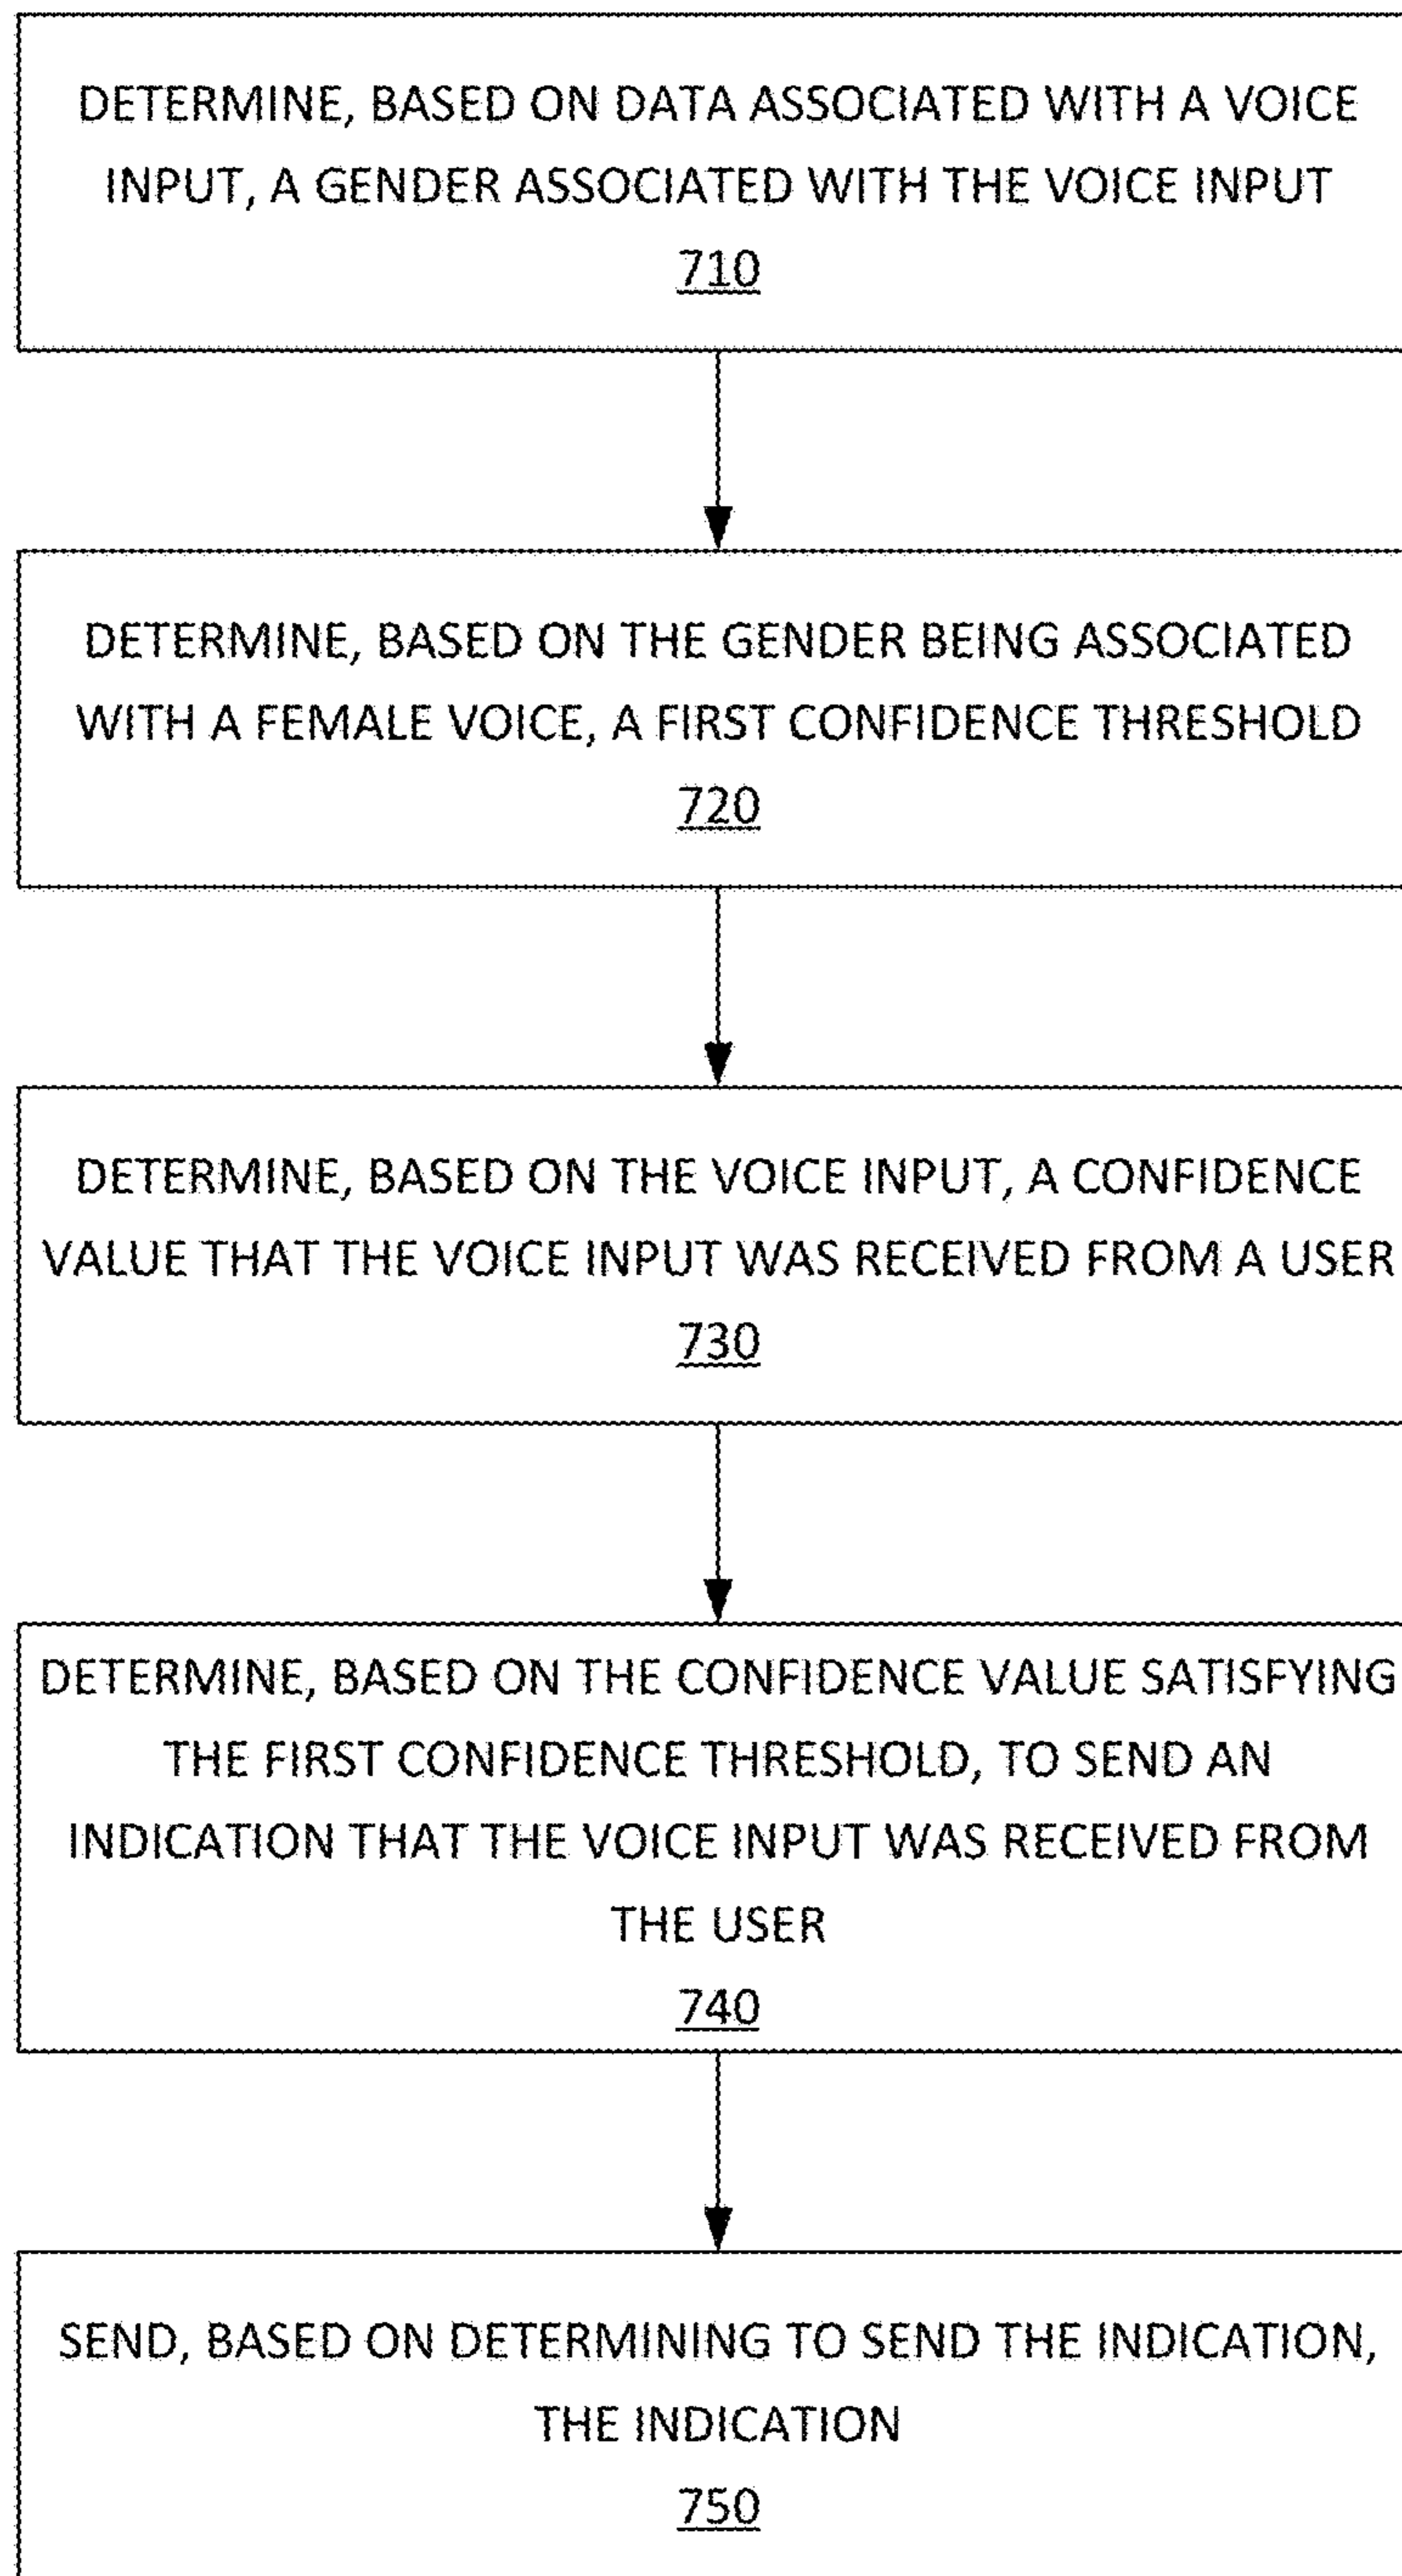 DETERMINE, BASED ON DATA ASSOCIATED WITH A VOICE
INPUT, A GENDER ASSOCIATED WITH THE VOICE INPUT
710
DETERMINE, BASED ON THE GENDER BEING ASSOCIATED
WITH A FEMALE VOICE, A FIRST CONFIDENCE THRESHOLD
720
DETERMINE, BASED ON THE VOICE INPUT, A CONFIDENCE
VALUE THAT THE VOICE INPUT WAS RECEIVED FROM A USER
730
DETERMINE, BASED ON THE CONFIDENCE VALUE SATISFYING
THE FIRST CONFIDENCE THRESHOLD, TO SEND AN
INDICATION THAT THE VOICE INPUT WAS RECEIVED FROM
THE USER
740
SEND, BASED ON DETERMINING TO SEND THE INDICATION,
THE INDICATION
750